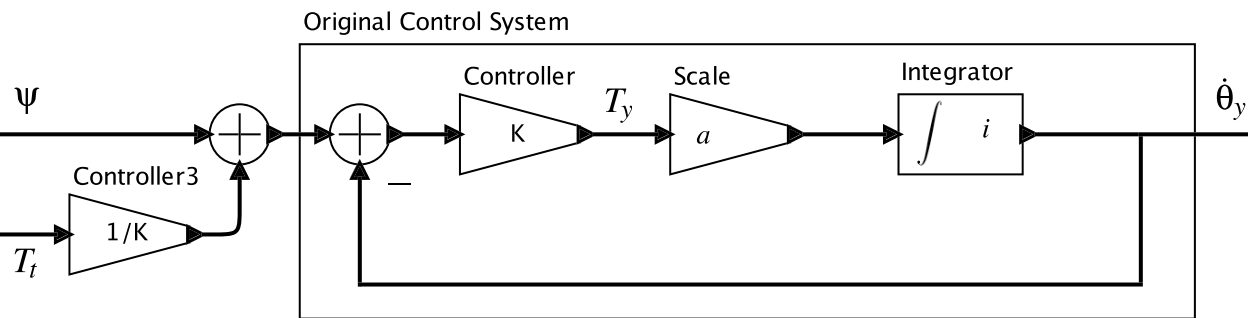 Original Control System
Controller
Scale
Integrator
ψ
T_y
θ̇_y
K
a
∫ i
−
Controller3
1/K
T_t